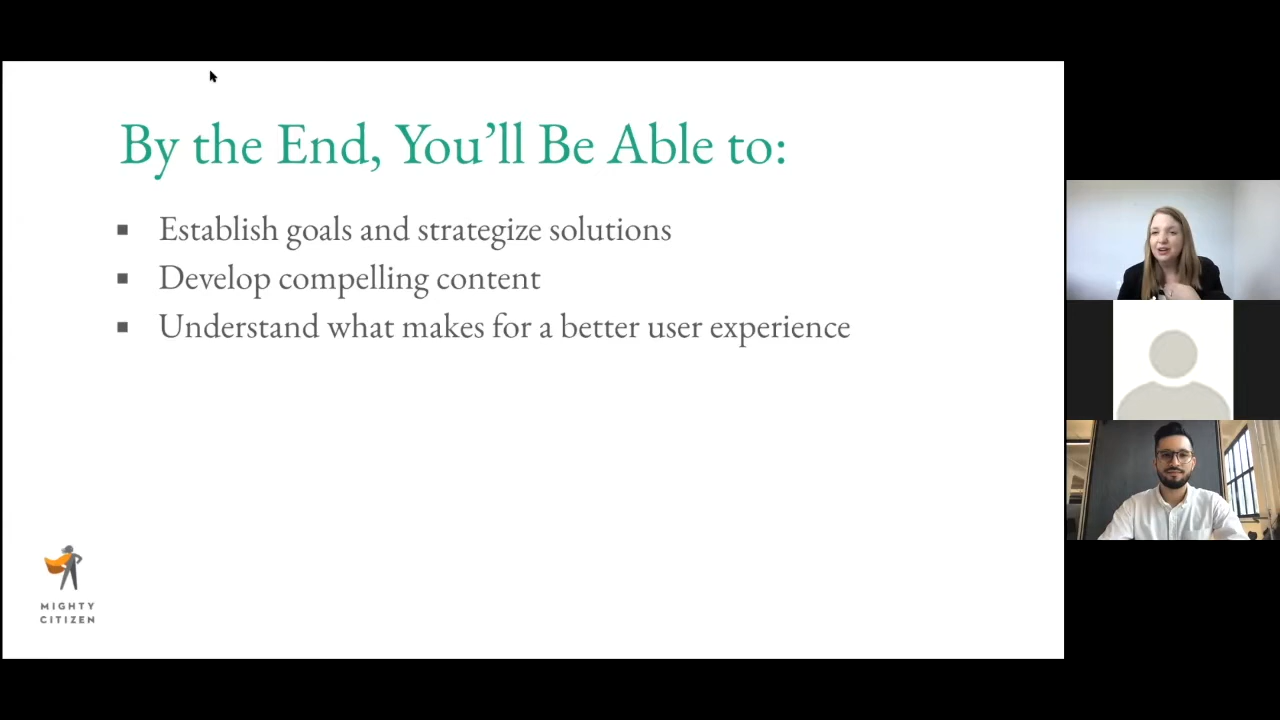 By the End, You’ll Be Able to:
▪ Establish goals and strategize solutions
▪ Develop compelling content
▪ Understand what makes for a better user experience
MIGHTY
CITIZEN